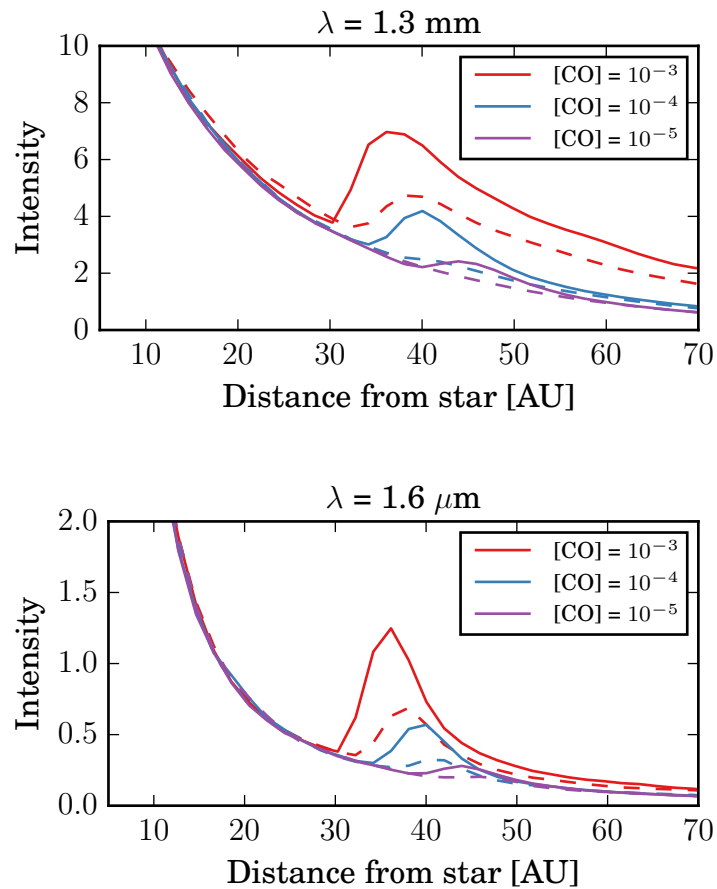 λ = 1.3 mm
10
8
6
4
2
0
Intensity
[CO] = 10⁻³
[CO] = 10⁻⁴
[CO] = 10⁻⁵
10 20 30 40 50 60 70
Distance from star [AU]
λ = 1.6 μm
2.0
1.5
1.0
0.5
0.0
Intensity
[CO] = 10⁻³
[CO] = 10⁻⁴
[CO] = 10⁻⁵
10 20 30 40 50 60 70
Distance from star [AU]